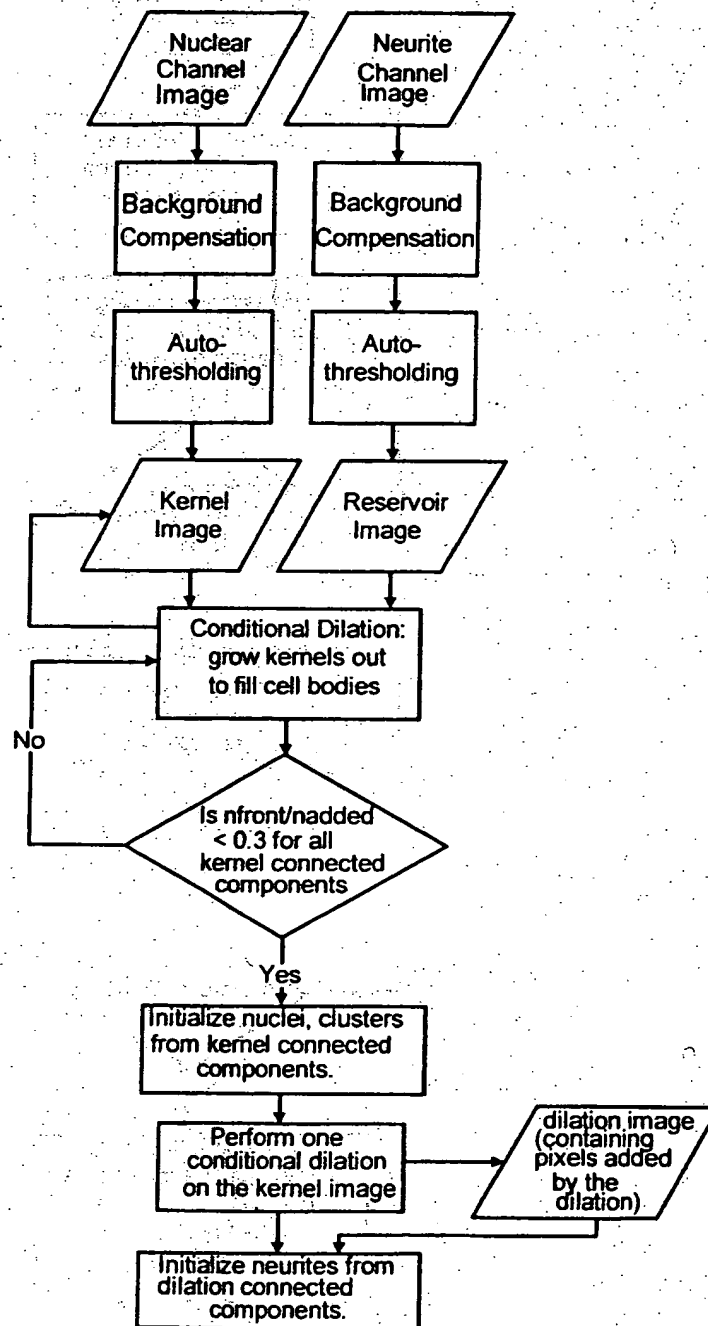 Nuclear
Channel
Image
Neurite
Channel
Image
Background
Compensation
Background
Compensation
Auto-
thresholding
Auto-
thresholding
Kernel
Image
Reservoir
Image
Conditional Dilation:
grow kernels out
to fill cell bodies
No
Is nfront/nadded
< 0.3 for all
kernel connected
components
Yes
Initialize nuclei, clusters
from kernel connected
components.
Perform one
conditional dilation
on the kernel image
dilation image
(containing
pixels added
by the
dilation)
Initialize neurites from
dilation connected
components.